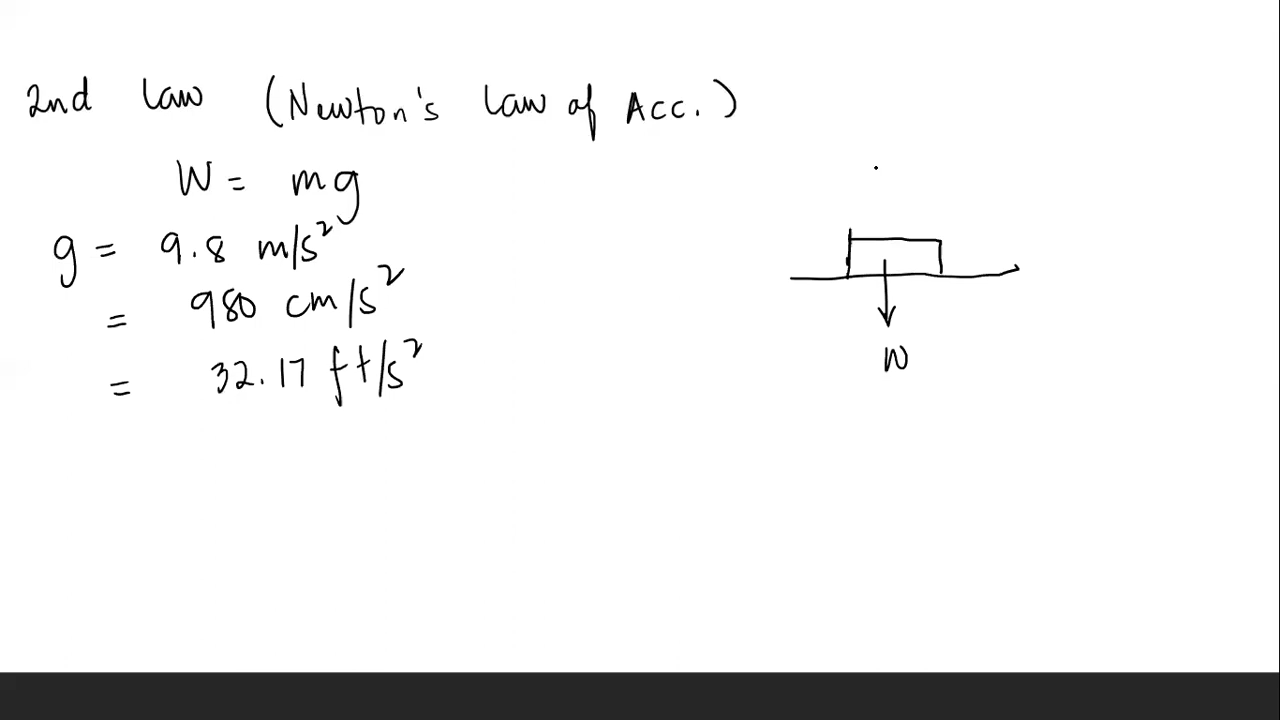 2nd Law (Newton's Law of Acc.)
W = mg
g = 9.8 m/s²
= 980 cm/s²
= 32.17 ft/s²
W